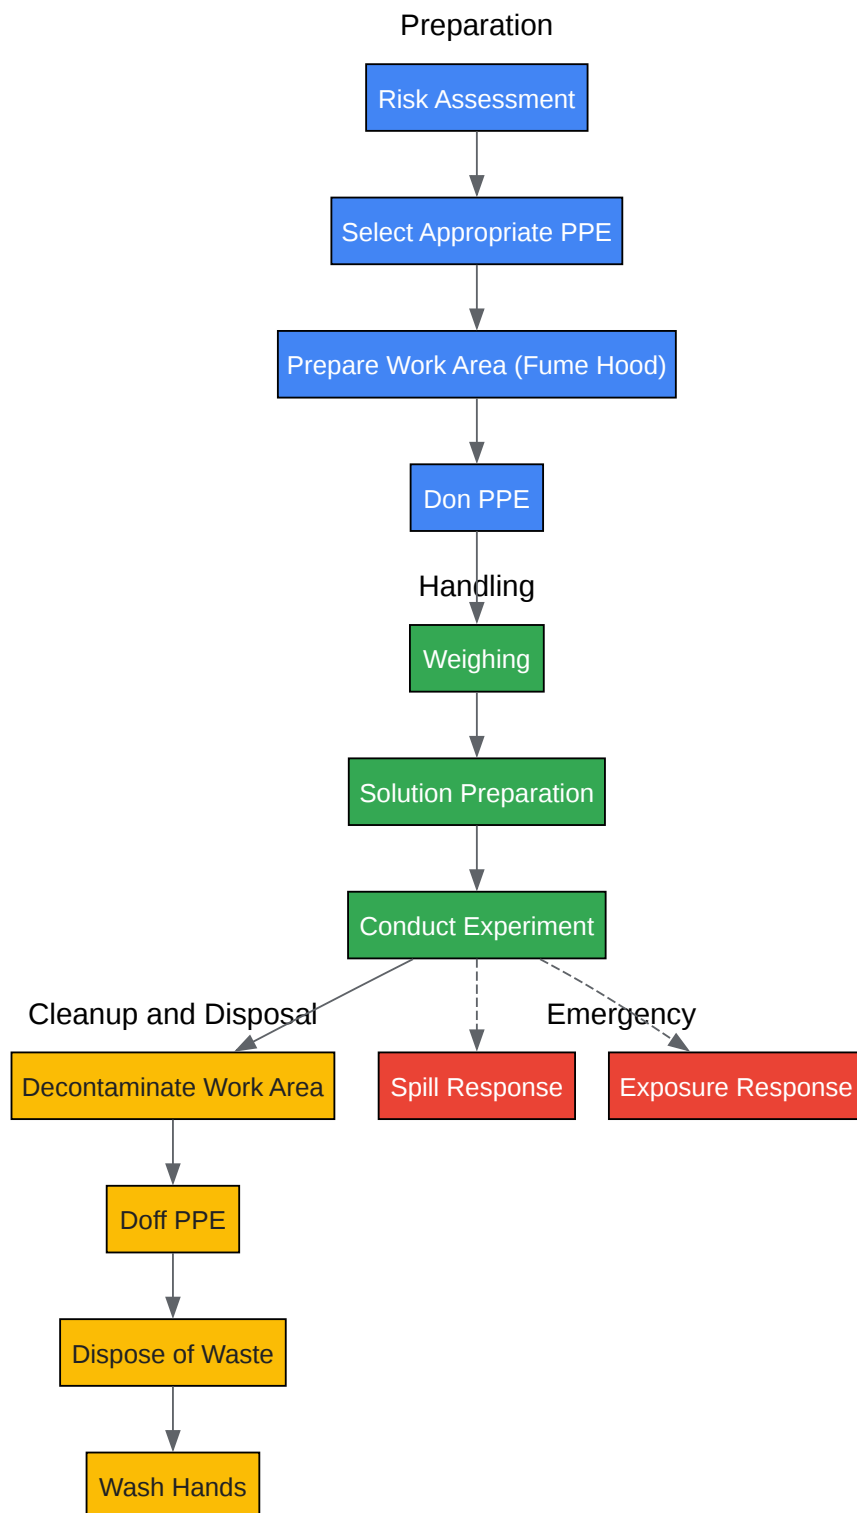 Preparation
Risk Assessment
Select Appropriate PPE
Prepare Work Area (Fume Hood)
Don PPE
Handling
Weighing
Solution Preparation
Conduct Experiment
Cleanup and Disposal
Emergency
Decontaminate Work Area
Spill Response
Exposure Response
Doff PPE
Dispose of Waste
Wash Hands